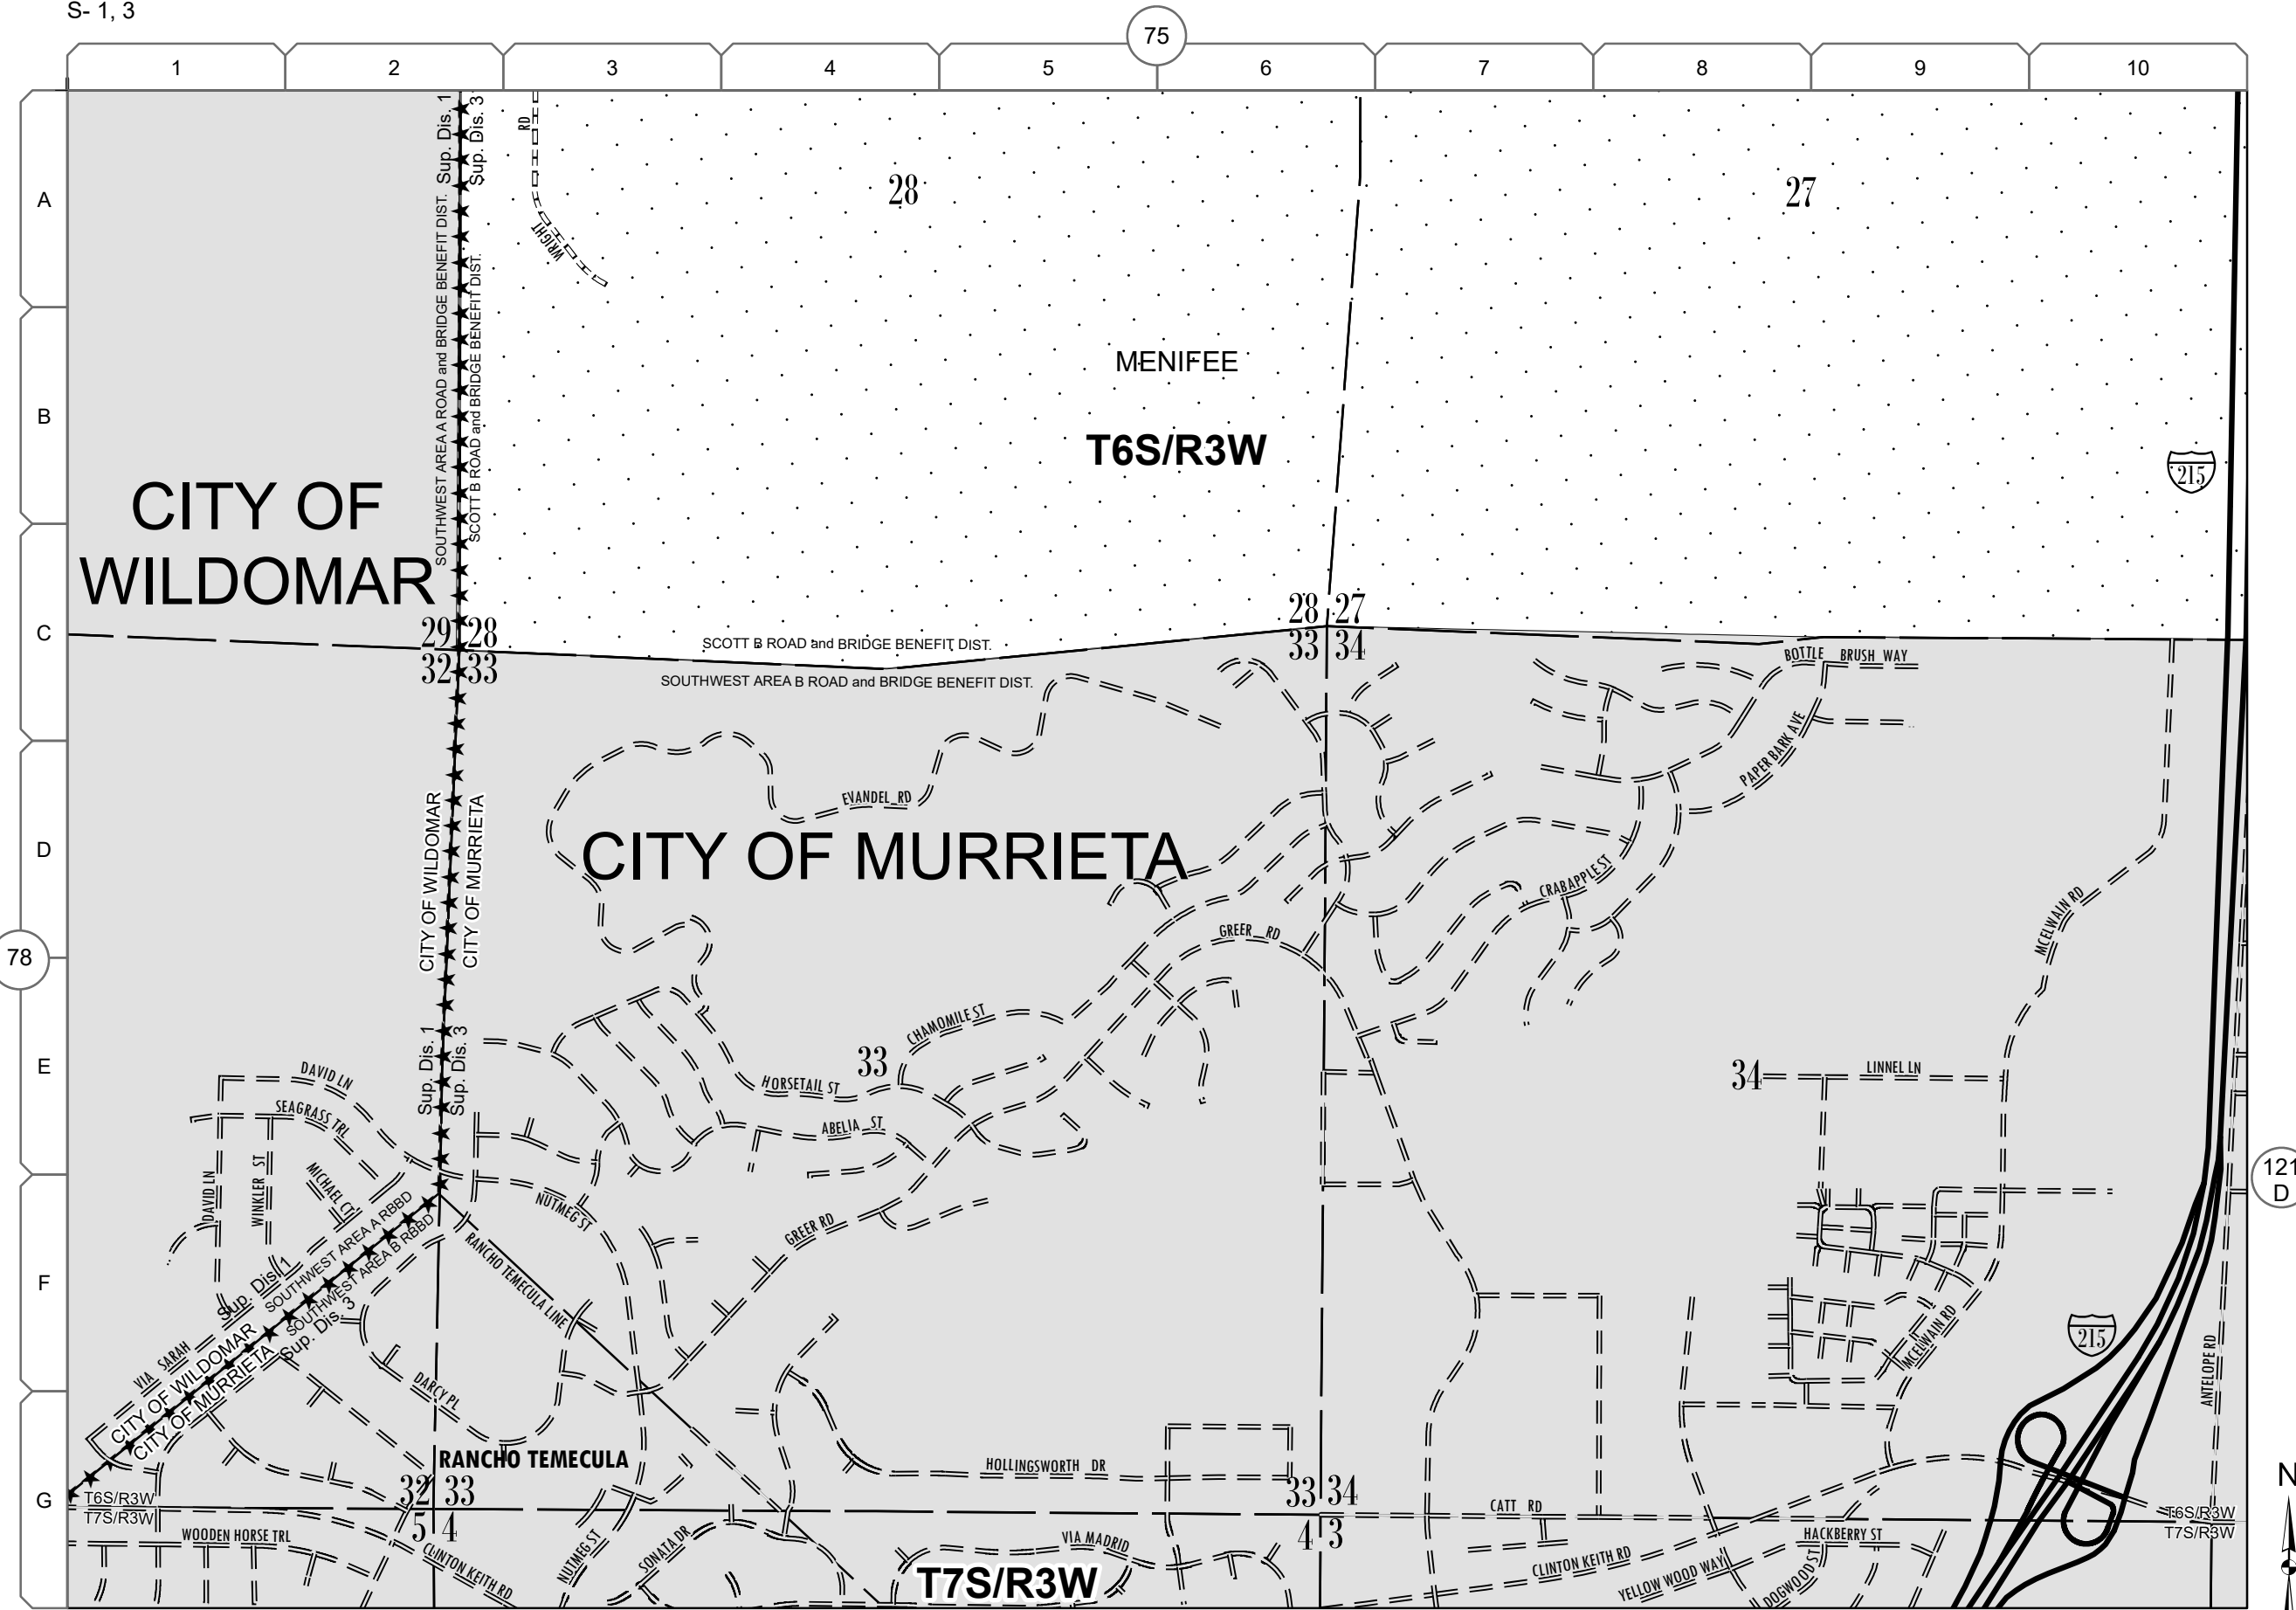 S- 1, 3
75
1 2 3 4 5 6 7 8 9 10
A
B
C
D
E
F
G
78
121
D
N
Sup. Dis. 1
Sup. Dis. 3
RD
WRIGHT
28
27
SOUTHWEST AREA A ROAD and BRIDGE BENEFIT DIST.
SCOTT B ROAD and BRIDGE BENEFIT DIST.
MENIFEE
T6S/R3W
215
CITY OF
WILDOMAR
29 28
32 33
28 27
33 34
SCOTT B ROAD and BRIDGE BENEFIT DIST.
SOUTHWEST AREA B ROAD and BRIDGE BENEFIT DIST.
BOTTLE BRUSH WAY
PAPER BARK AVE
EVANDEL RD
CITY OF MURRIETA
CITY OF WILDOMAR
CITY OF MURRIETA
CRABAPPLE ST
MCELWAIN RD
GREER RD
CHAMOMILE ST
Sup. Dis. 1
Sup. Dis. 3
33
34
LINNEL LN
DAVID LN
HORSETAIL ST
SEAGRASS TRL
ABELIA ST
DAVID LN
WINKLER ST
MICHAEL CT
NUTMEG ST
GREER RD
SOUTHWEST AREA A RBBD
SOUTHWEST AREA B RBBD
Sup. Dis. 1
Sup. Dis. 3
RANCHO TEMECULA LINE
VIA SARAH
CITY OF WILDOMAR
CITY OF MURRIETA
DARCY PL
MCELWAIN RD
215
ANTELOPE RD
RANCHO TEMECULA
HOLLINGSWORTH DR
32 33
5 4
33 34
4 3
T6S/R3W
T7S/R3W
CATT RD
T6S/R3W
T7S/R3W
WOODEN HORSE TRL
CLINTON KEITH RD
NUTMEG ST
SONATA DR
VIA MADRID
T7S/R3W
CLINTON KEITH RD
YELLOW WOOD WAY
DOGWOOD ST
HACKBERRY ST